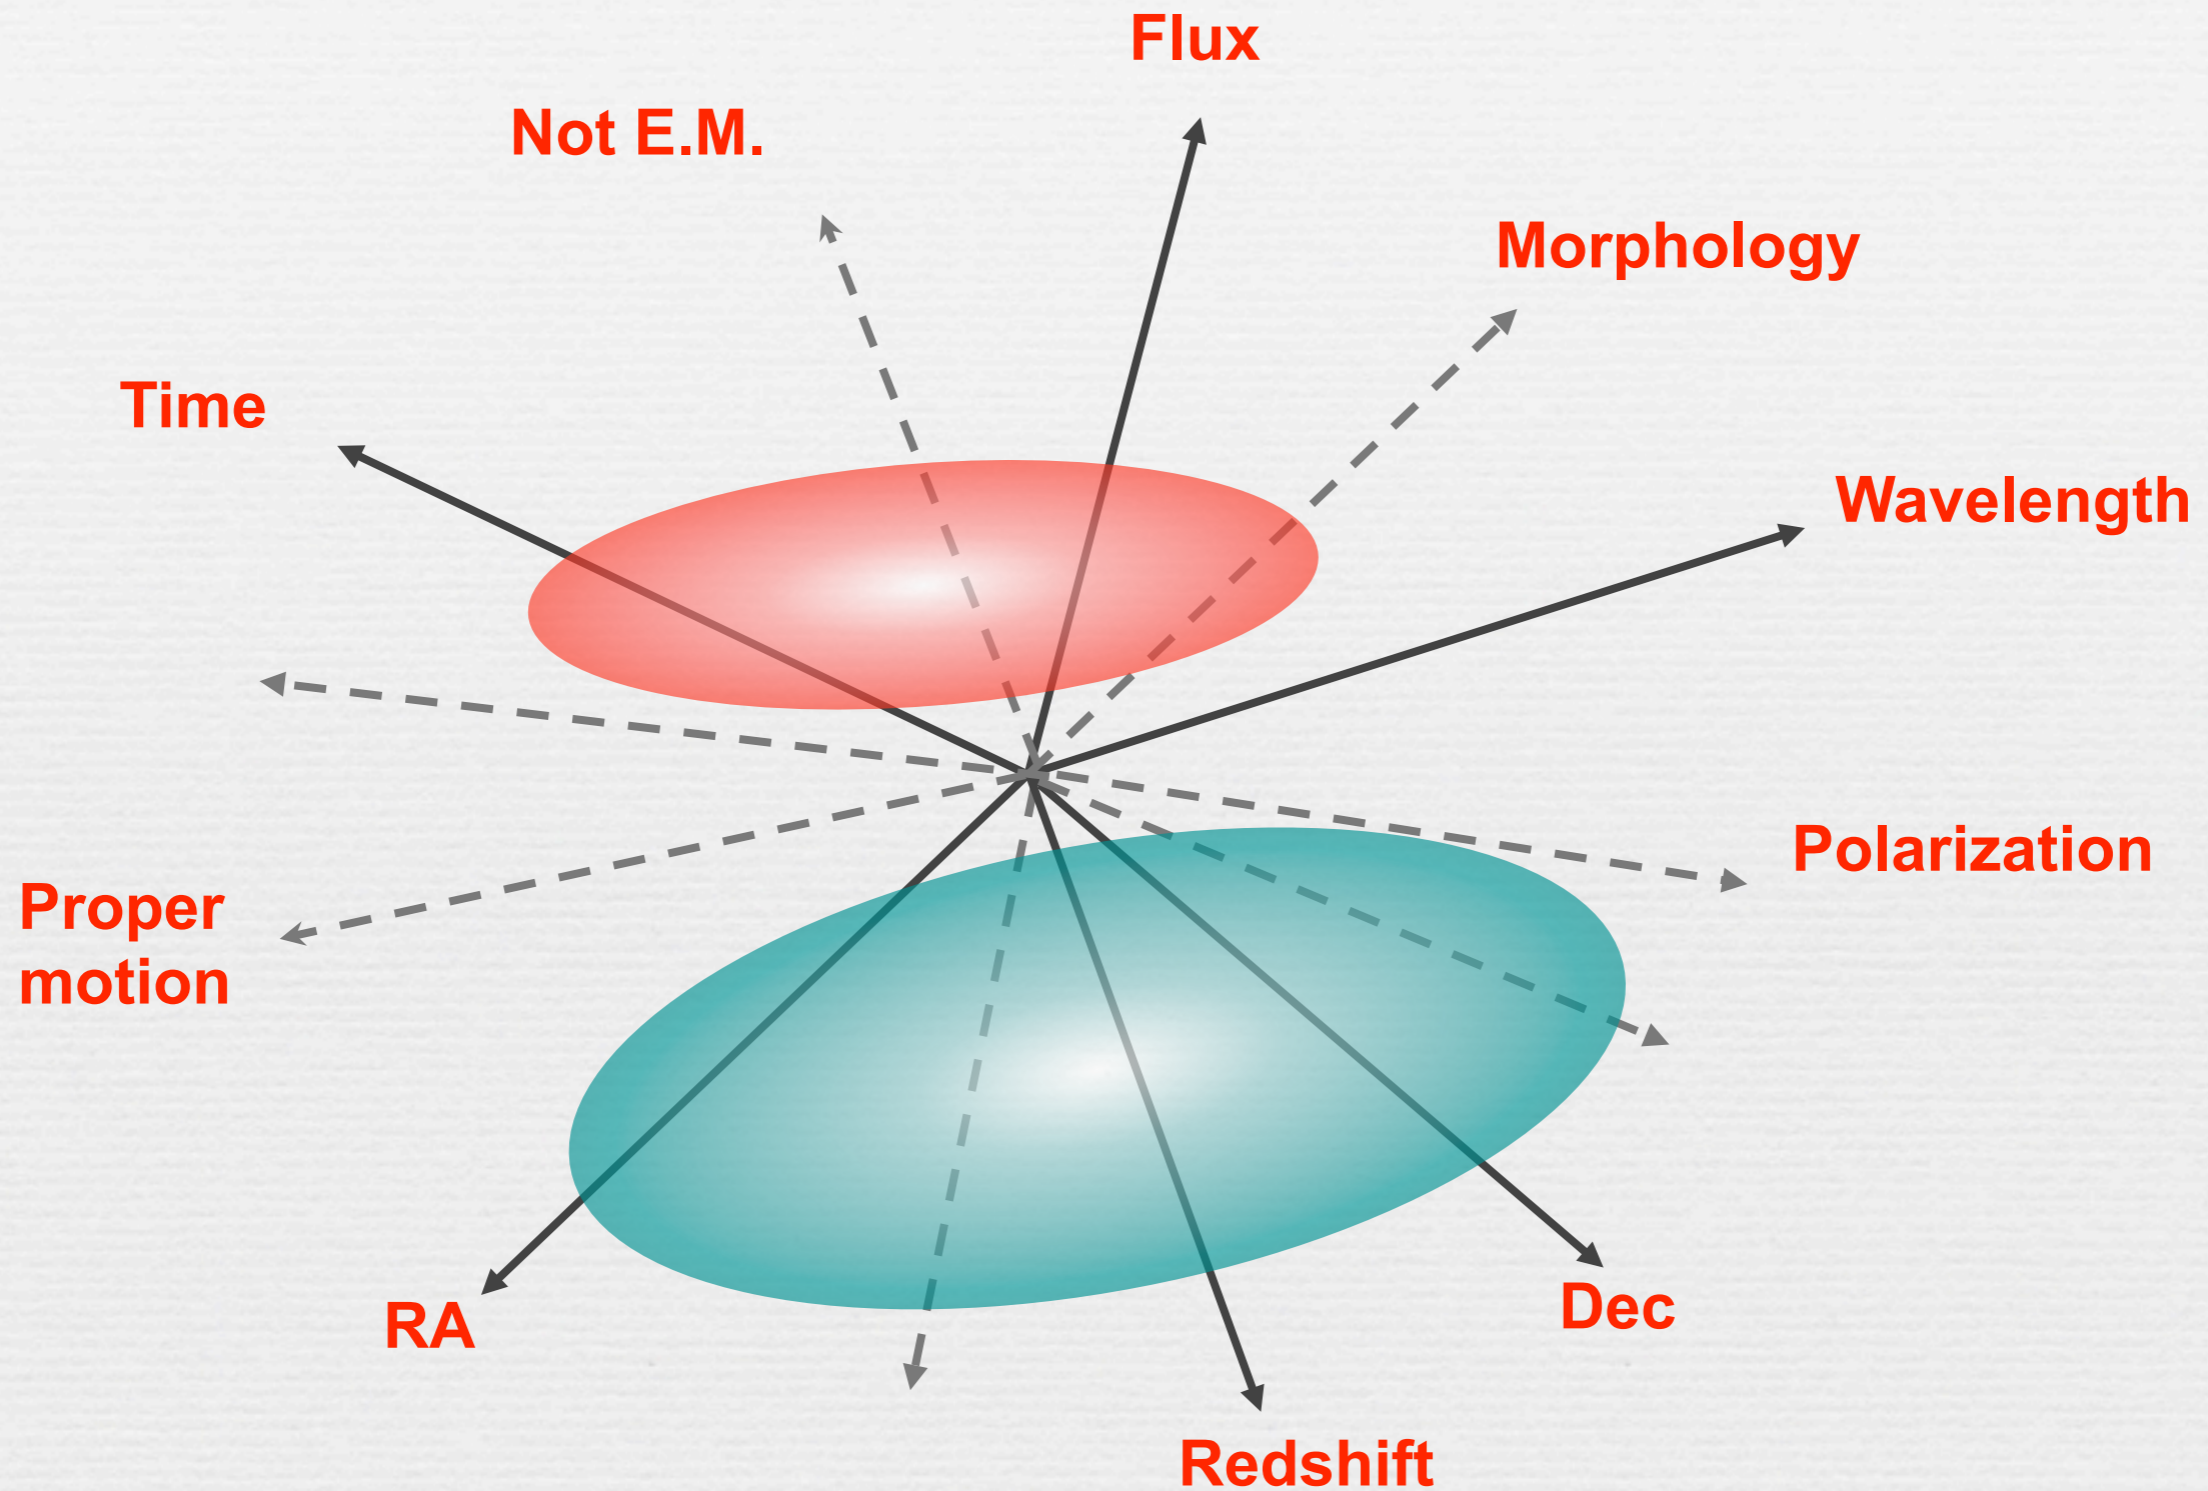 Flux
Not E.M.
Morphology
Time
Wavelength
Polarization
Proper
motion
Dec
RA
Redshift